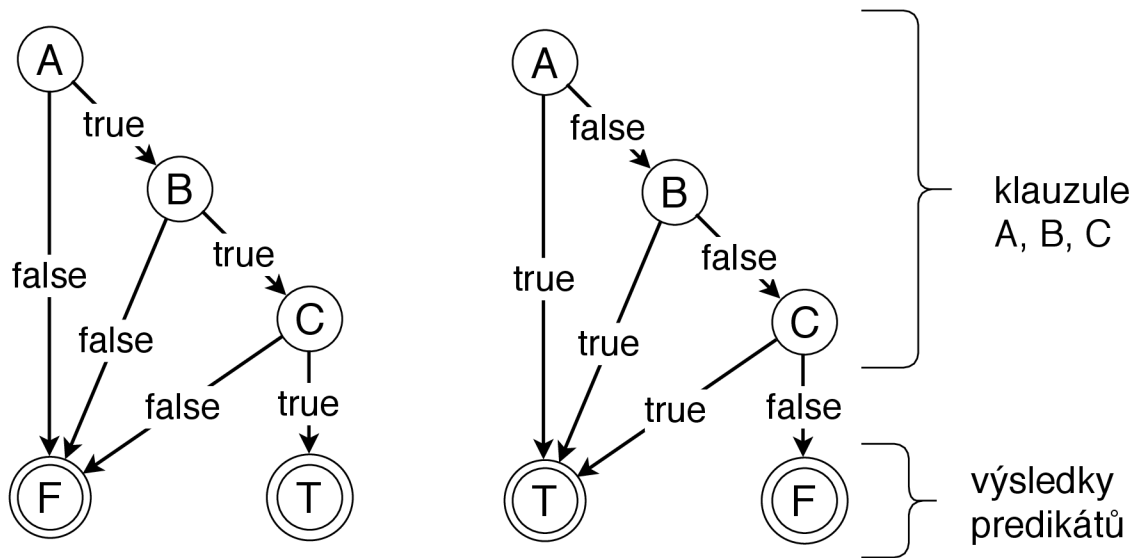 A
true
B
false
true
C
false
false
true
F
T
A
false
B
true
false
C
true
true
false
T
F
klauzule
A, B, C
výsledky
predikátů